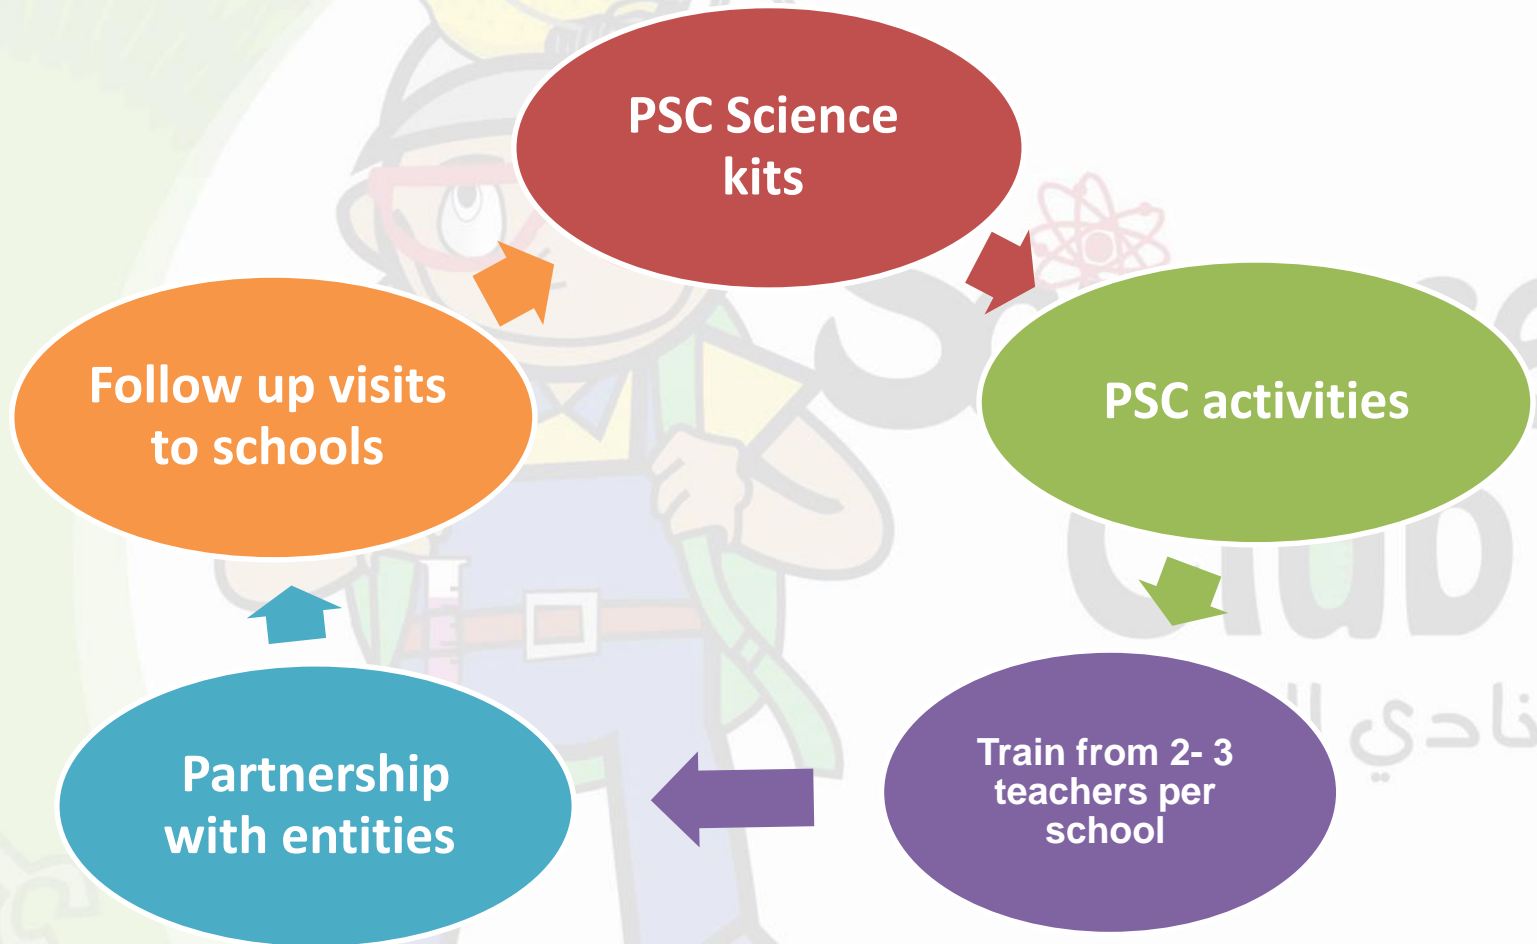 PSC Science
kits
PSC activities
Train from 2- 3
teachers per
school
Partnership
with entities
Follow up visits
to schools
Club